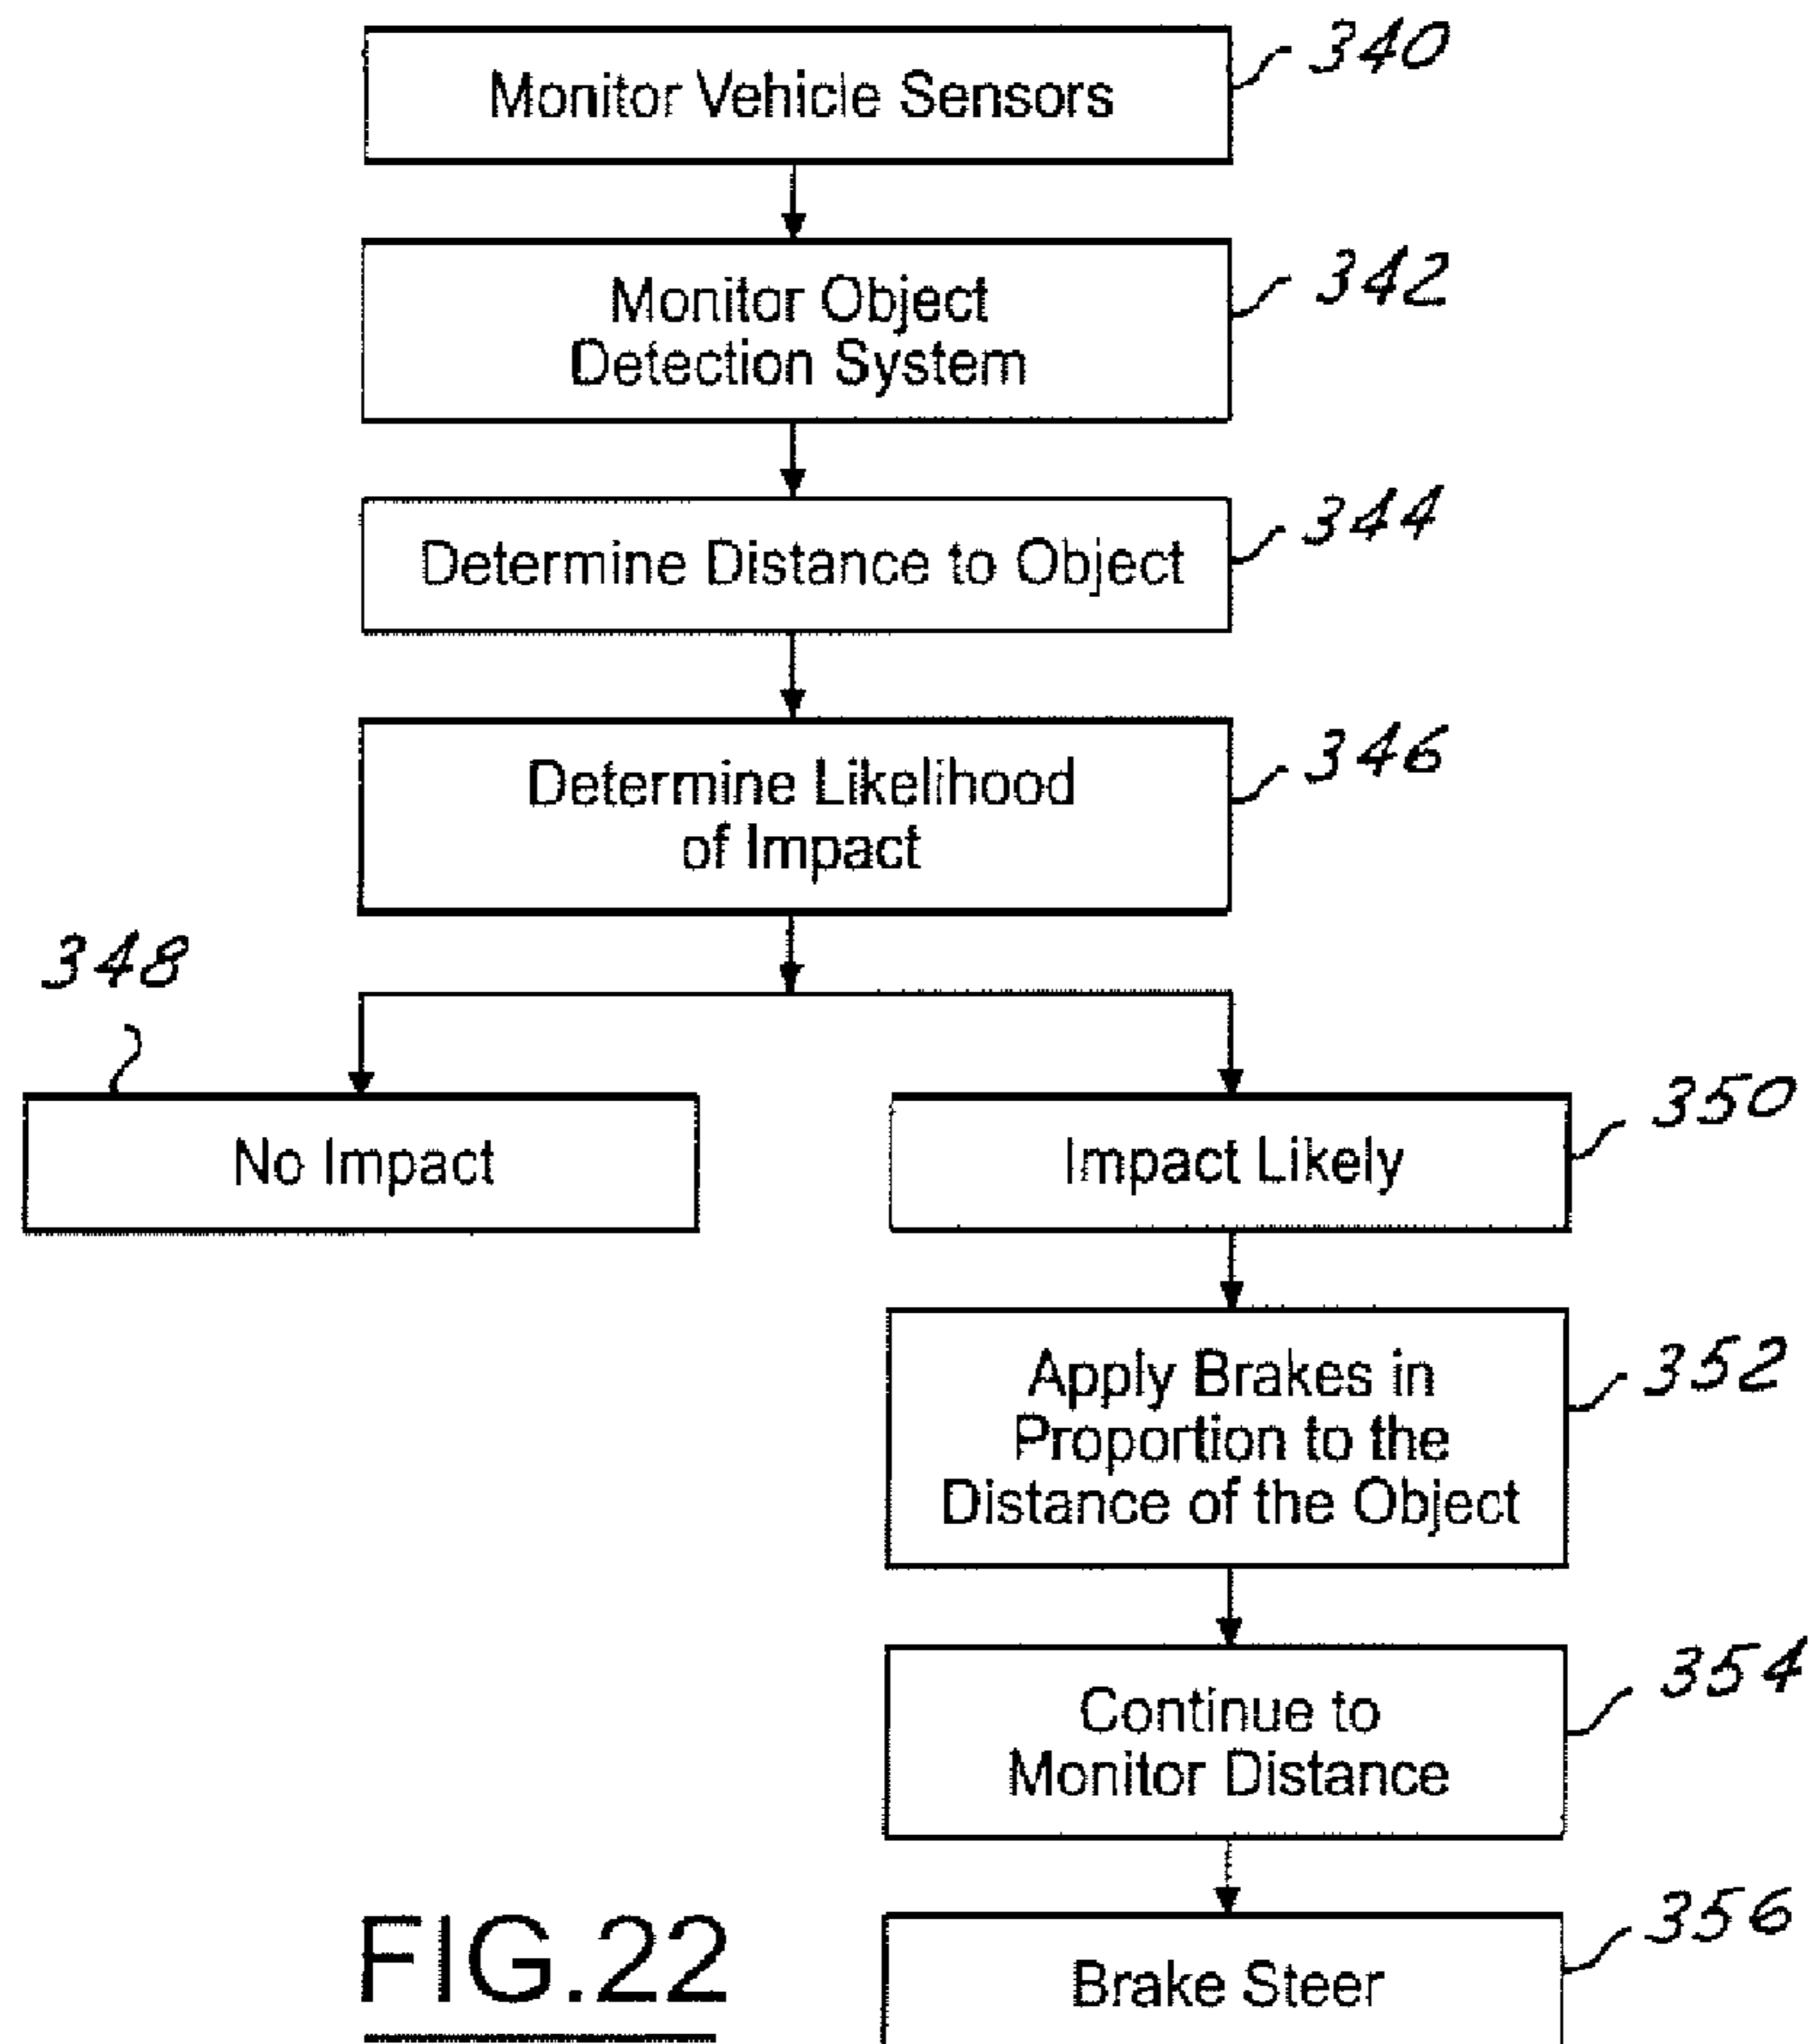 340
Monitor Vehicle Sensors
342
Monitor Object
Detection System
344
Determine Distance to Object
346
Determine Likelihood
of Impact
348
No Impact
350
Impact Likely
352
Apply Brakes in
Proportion to the
Distance of the Object
354
Continue to
Monitor Distance
356
Brake Steer
FIG.22